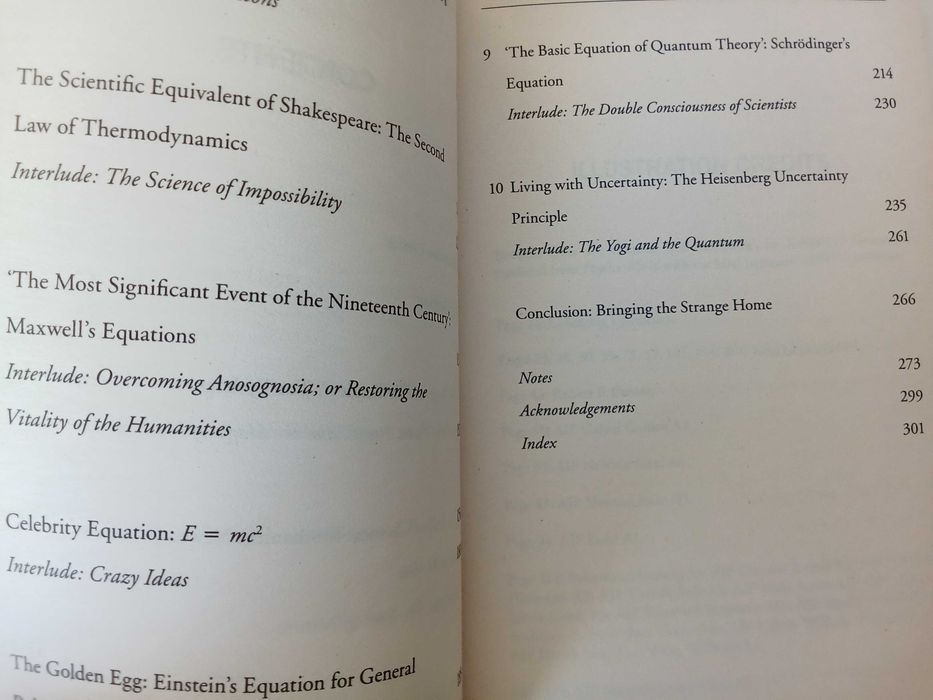 The Scientific Equivalent of Shakespeare: The Second
Law of Thermodynamics
Interlude: The Science of Impossibility
‘The Most Significant Event of the Nineteenth Century’:
Maxwell’s Equations
Interlude: Overcoming Anosognosia; or Restoring the
Vitality of the Humanities
Celebrity Equation: E = mc²
Interlude: Crazy Ideas
The Golden Egg: Einstein’s Equation for General
9 ‘The Basic Equation of Quantum Theory’: Schrödinger’s
Equation 214
Interlude: The Double Consciousness of Scientists 230
10 Living with Uncertainty: The Heisenberg Uncertainty
Principle 235
Interlude: The Yogi and the Quantum 261
Conclusion: Bringing the Strange Home 266
Notes 273
Acknowledgements 299
Index 301